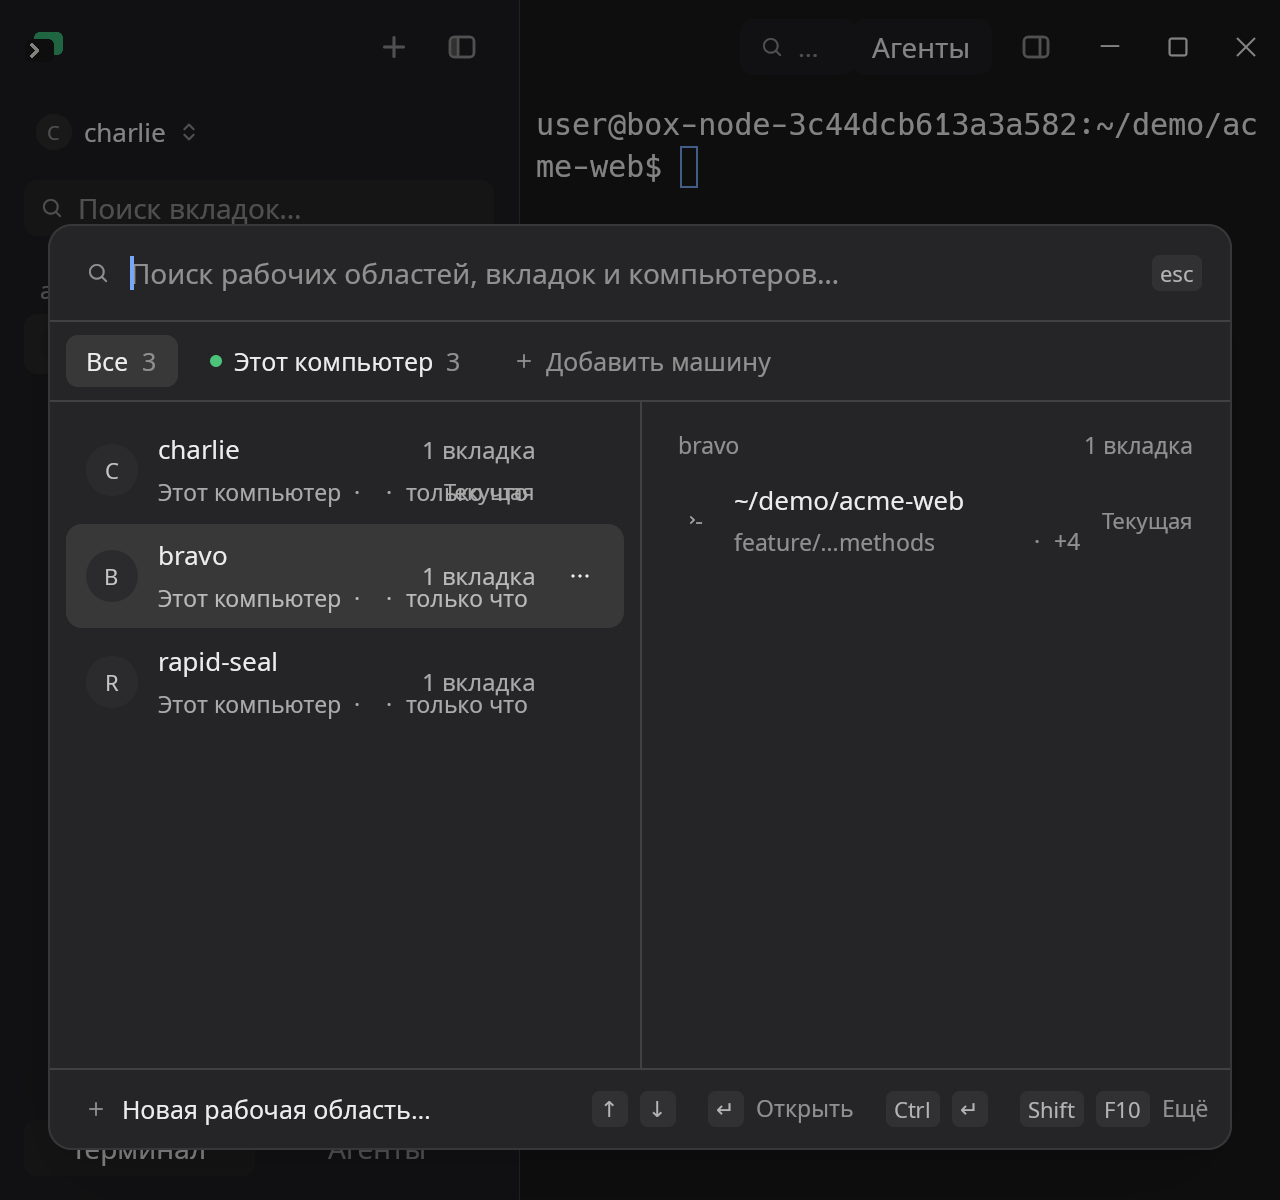 ... Агенты
C charlie
user@box-node-3c44dcb613a3a582:~/demo/ac
me-web$
Поиск вкладок...
Поиск рабочих областей, вкладок и компьютеров...
esc
Все 3 Этот компьютер 3 + Добавить машину
C charlie 1 вкладка
Этот компьютер · · только что Текущая
B bravo 1 вкладка ...
Этот компьютер · · только что
R rapid-seal 1 вкладка
Этот компьютер · · только что
bravo 1 вкладка
~/demo/acme-web
feature/...methods · +4 Текущая
+ Новая рабочая область... ↑ ↓ ↵ Открыть Ctrl ↵ Shift F10 Ещё
Терминал Агенты